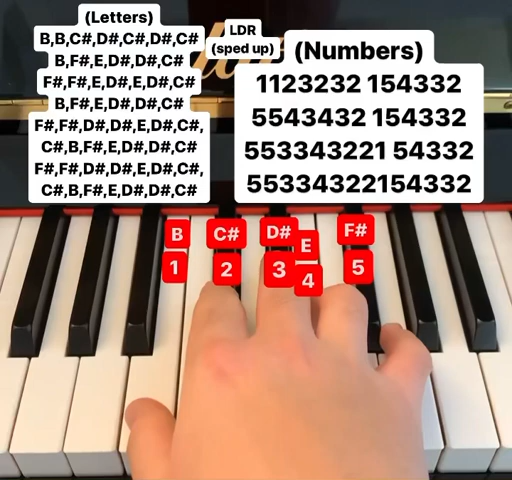 (Letters)
B,B,C#,D#,C#,D#,C#
B,F#,E,D#,D#,C#
F#,F#,E,D#,E,D#,C#
B,F#,E,D#,D#,C#
F#,F#,D#,D#,E,D#,C#,
C#,B,F#,E,D#,D#,C#
F#,F#,D#,D#,E,D#,C#,
C#,B,F#,E,D#,D#,C#
LDR
(sped up)
(Numbers)
1123232 154332
5543432 154332
553343221 54332
55334322154332
B
1
C#
2
D#
3
E
4
F#
5